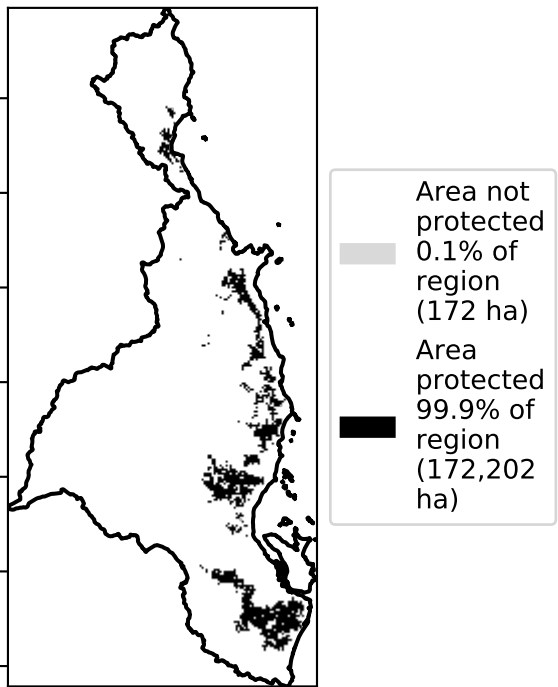 Area not
protected
0.1% of
region
(172 ha)
Area
protected
99.9% of
region
(172,202
ha)